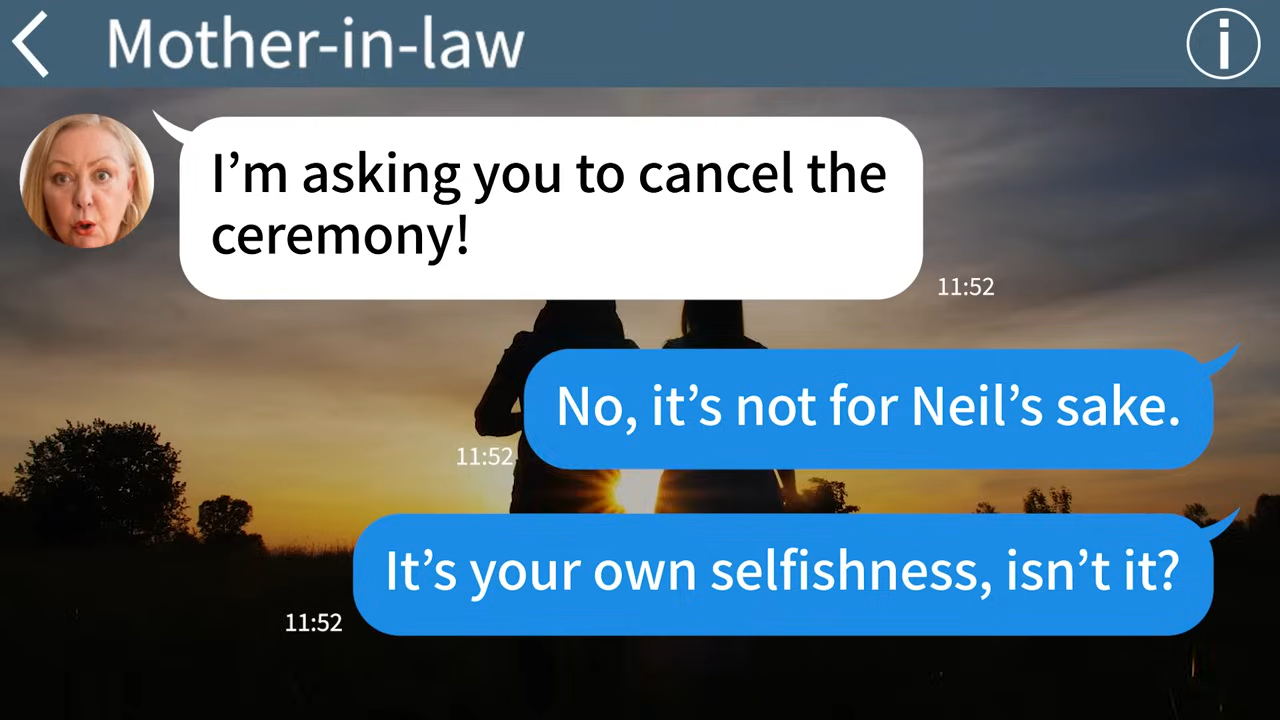 Mother-in-law
I’m asking you to cancel the
ceremony!
11:52
No, it’s not for Neil’s sake.
11:52
It’s your own selfishness, isn’t it?
11:52